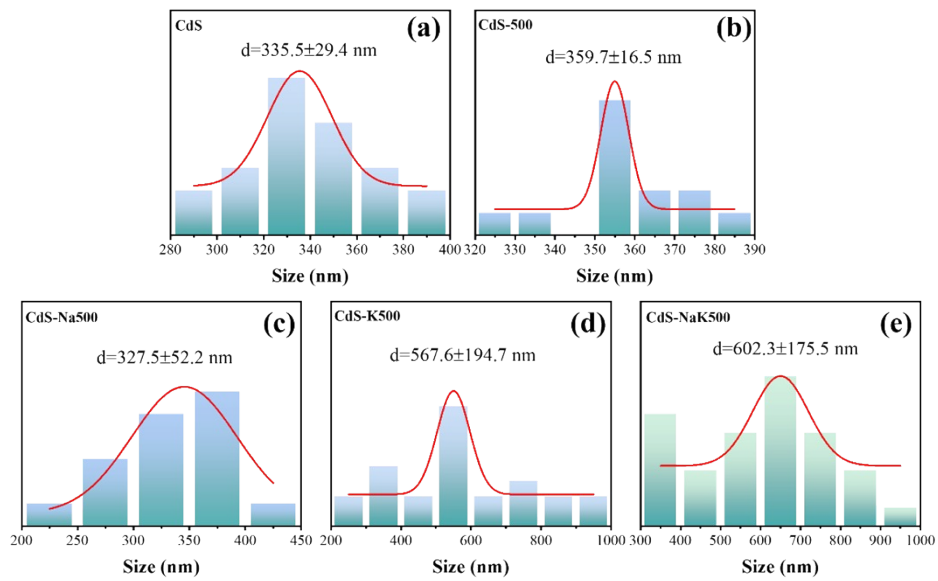 CdS (a)
d=335.5±29.4 nm
280 300 320 340 360 380 400
Size (nm)
CdS-500 (b)
d=359.7±16.5 nm
320 330 340 350 360 370 380 390
Size (nm)
CdS-Na500 (c)
d=327.5±52.2 nm
200 250 300 350 400 450
Size (nm)
CdS-K500 (d)
d=567.6±194.7 nm
200 400 600 800 1000
Size (nm)
CdS-NaK500 (e)
d=602.3±175.5 nm
300 400 500 600 700 800 900 1000
Size (nm)